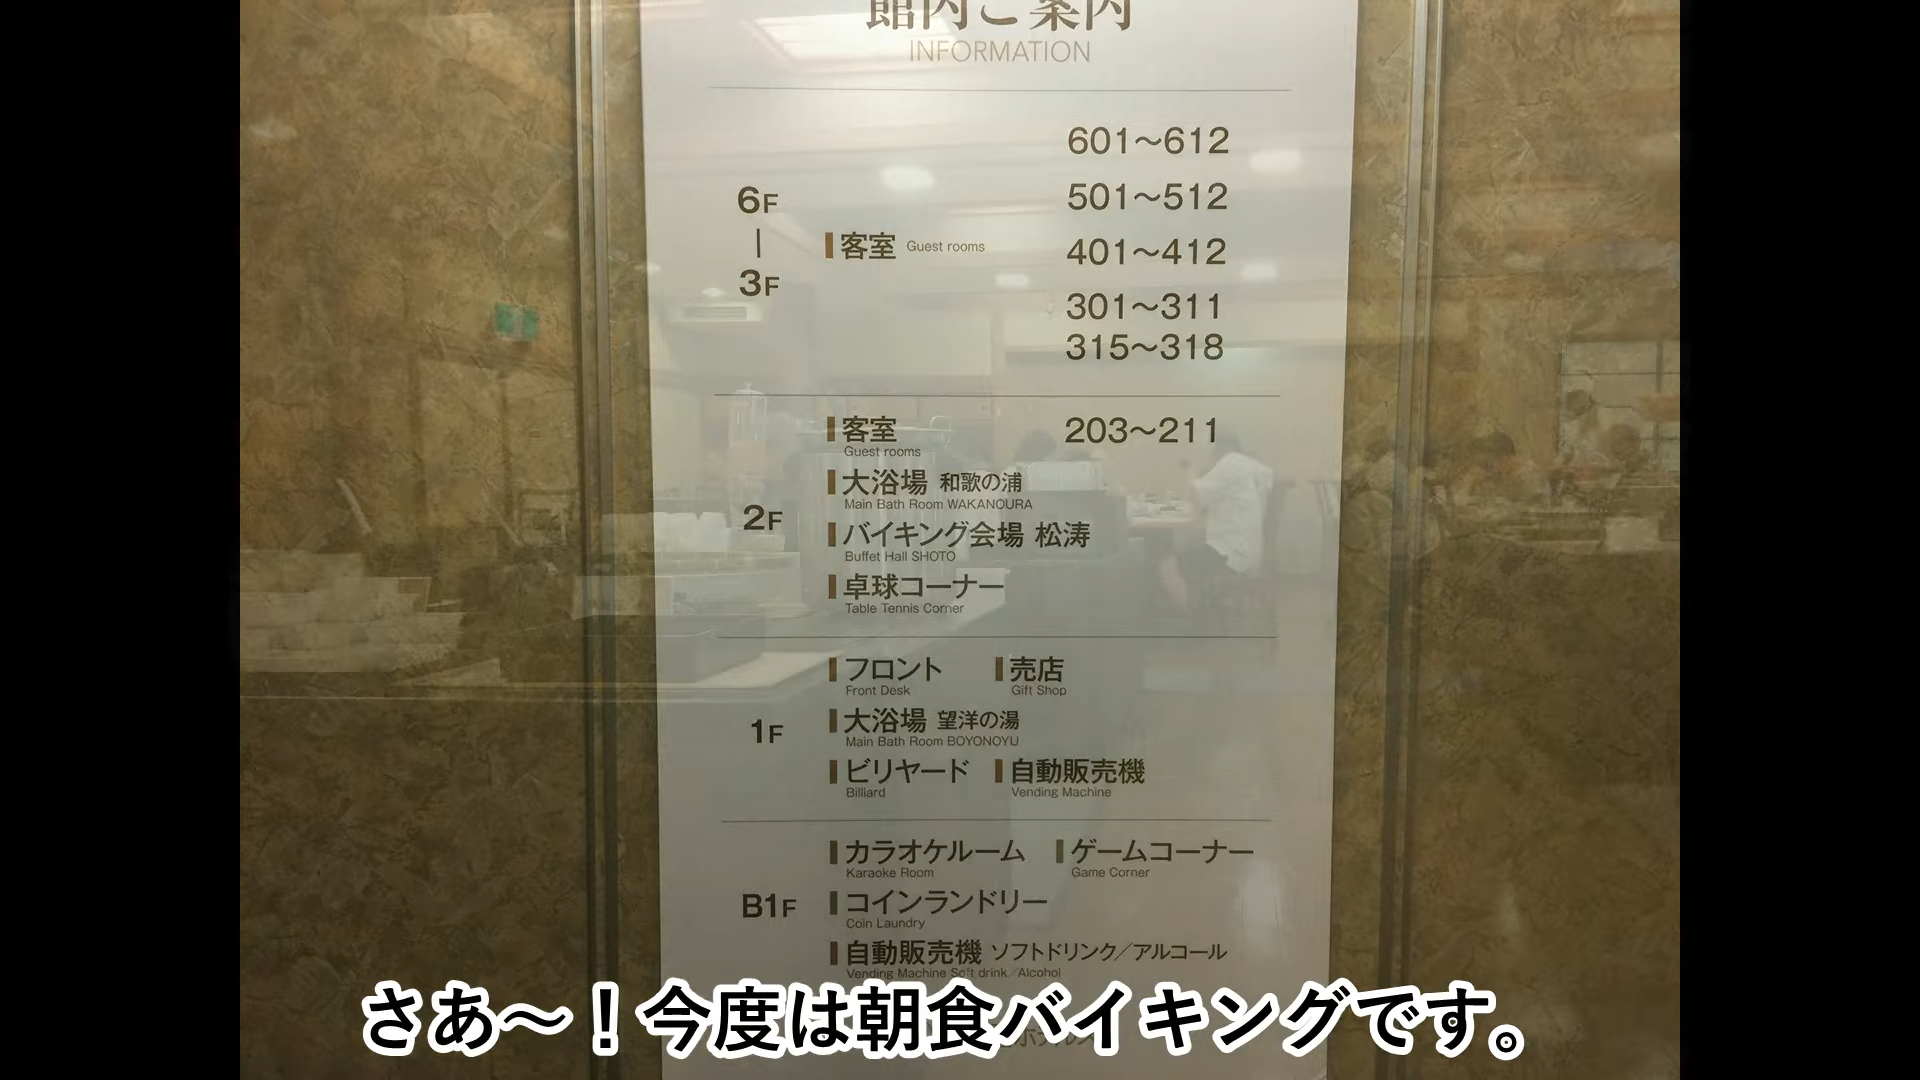 館内ご案内
INFORMATION
601～612
6F
501～512
|
客室 Guest rooms
401～412
3F
301～311
315～318
客室
203～211
Guest rooms
大浴場 和歌の浦
Main Bath Room WAKANOURA
2F
バイキング会場 松涛
Buffet Hall SHOTO
卓球コーナー
Table Tennis Corner
フロント 売店
Front Desk Gift Shop
1F
大浴場 望洋の湯
Main Bath Room BOYONOYU
ビリヤード 自動販売機
Billiard Vending Machine
カラオケルーム ゲームコーナー
Karaoke Room Game Corner
B1F
コインランドリー
Coin Laundry
自動販売機 ソフトドリンク／アルコール
Vending Machine Soft drink／Alcohol
さあ～！今度は朝食バイキングです。